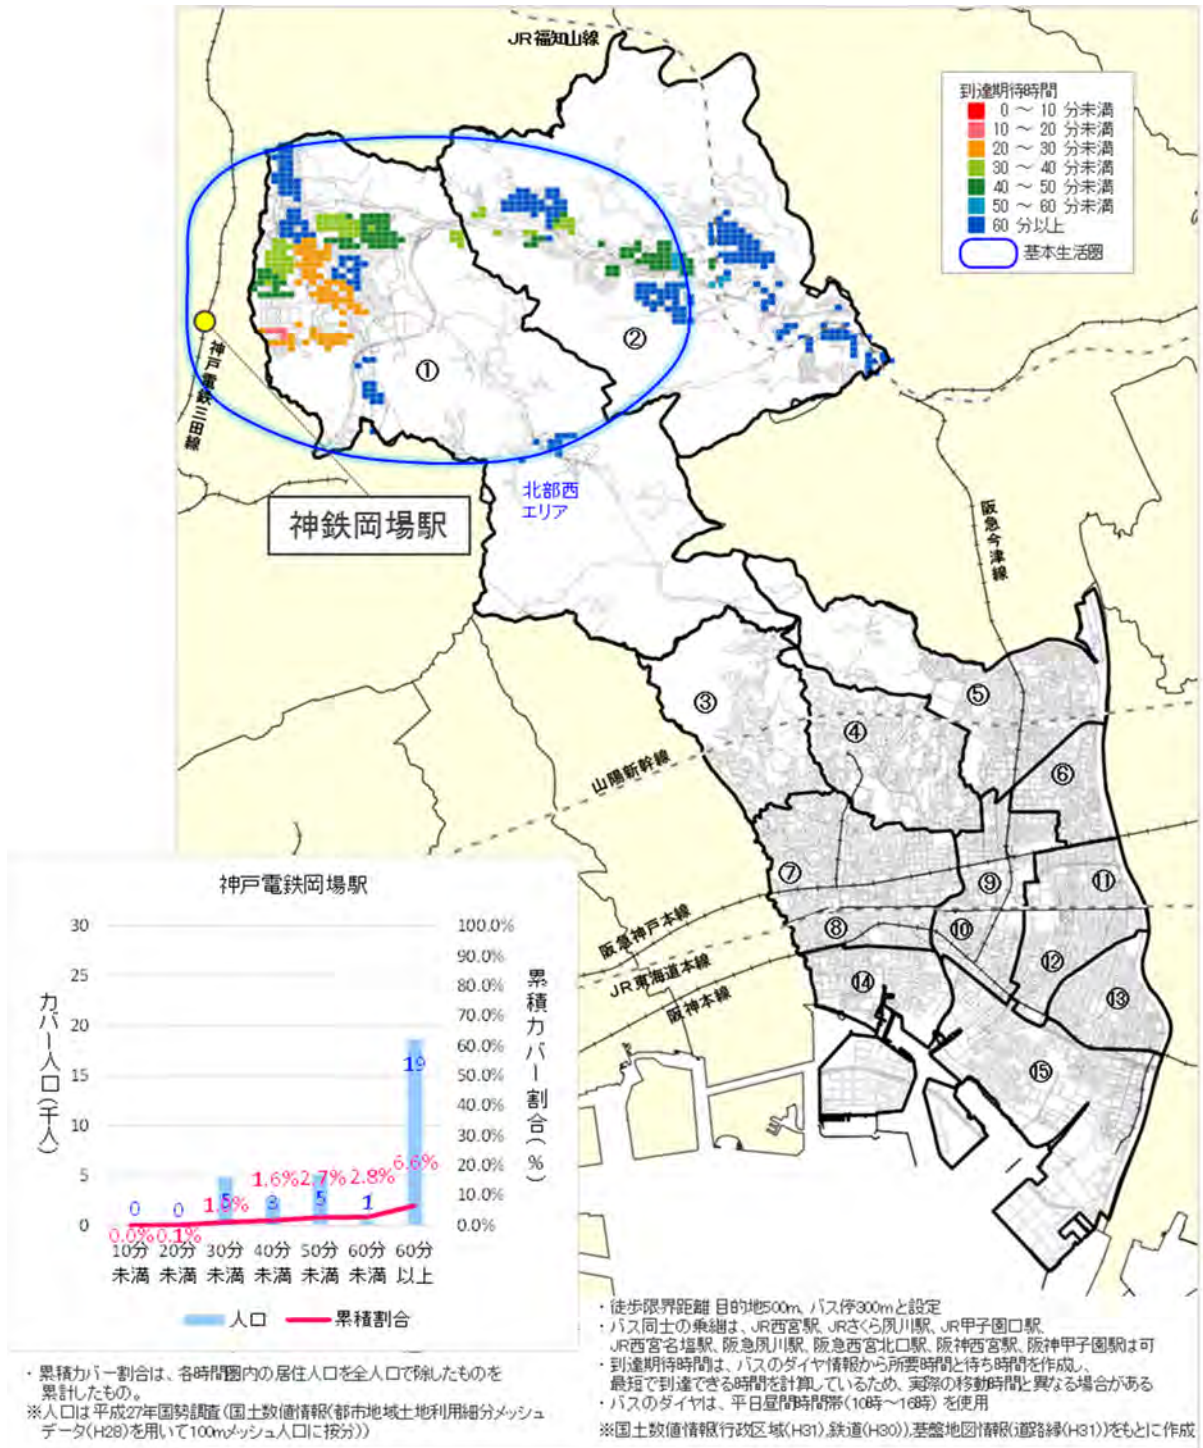 JR福知山線
到達期待時間
0 ～ 10 分未満
10 ～ 20 分未満
20 ～ 30 分未満
30 ～ 40 分未満
40 ～ 50 分未満
50 ～ 60 分未満
60 分以上
基本生活圏
①
②
神戸電鉄三田線
神鉄岡場駅
北部西
エリア
阪急今津線
③
④
⑤
⑥
山陽新幹線
⑦
⑧
⑨
⑩
⑪
⑫
⑬
⑭
⑮
阪急神戸本線
JR東海道本線
阪神本線
神戸電鉄岡場駅
カバー人口(千人)
30
25
20
15
10
5
0
累積カバー割合(%)
100.0%
90.0%
80.0%
70.0%
60.0%
50.0%
40.0%
30.0%
20.0%
10.0%
0.0%
0
0
5
3
5
1
19
0.0%
0.1%
1.6%
2.7%
2.8%
6.6%
10分未満
20分未満
30分未満
40分未満
50分未満
60分未満
60分以上
人口
累積割合
・累積カバー割合は、各時間圏内の居住人口を全人口で除したものを
累計したもの。
※人口は平成27年国勢調査(国土数値情報(都市地域土地利用細分メッシュ
データ(H28)を用いて100mメッシュ人口に按分))
・徒歩限界距離 目的地500m、バス停300mと設定
・バス同士の乗継は、JR西宮駅、JRさくら夙川駅、JR甲子園口駅、
JR西宮名塩駅、阪急夙川駅、阪急西宮北口駅、阪神西宮駅、阪神甲子園駅は可
・到達期待時間は、バスのダイヤ情報から所要時間と待ち時間を作成し、
最短で到達できる時間を計算しているため、実際の移動時間と異なる場合がある
・バスのダイヤは、平日昼間時間帯(10時～16時)を使用
※国土数値情報(行政区域(H31)、鉄道(H30))、基盤地図情報(道路縁(H31))をもとに作成